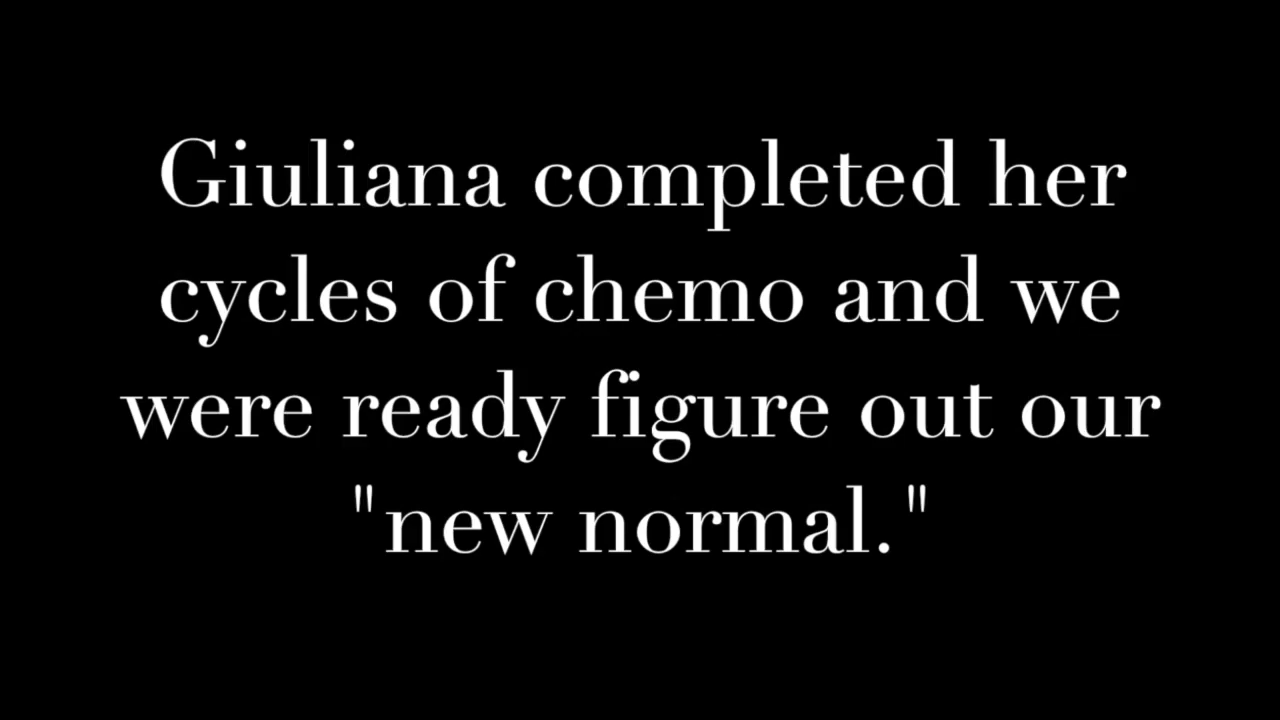 Giuliana completed her
cycles of chemo and we
were ready figure out our
"new normal."